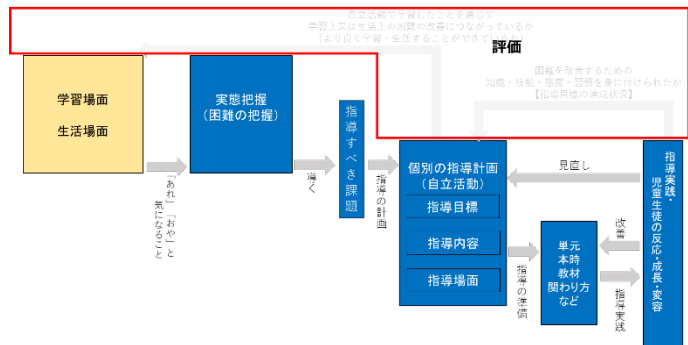 自立活動で学習したことを通じて
学習上又は生活上の困難の改善につながっているか
（より良く学習・生活することができているか）
評価
困難を改善するための
知識・技能・態度・習慣を身に付けられたか
【指導目標の達成状況】
学習場面
生活場面
実態把握
（困難の把握）
指導すべき課題
個別の指導計画
（自立活動）
指導目標
指導内容
指導場面
単元
本時
教材
関わり方
など
指導実践・
児童生徒の反応・成長・変容
「あれ」「おや」と
気になること
導く
指導の計画
指導の準備
見直し
改善
指導実践